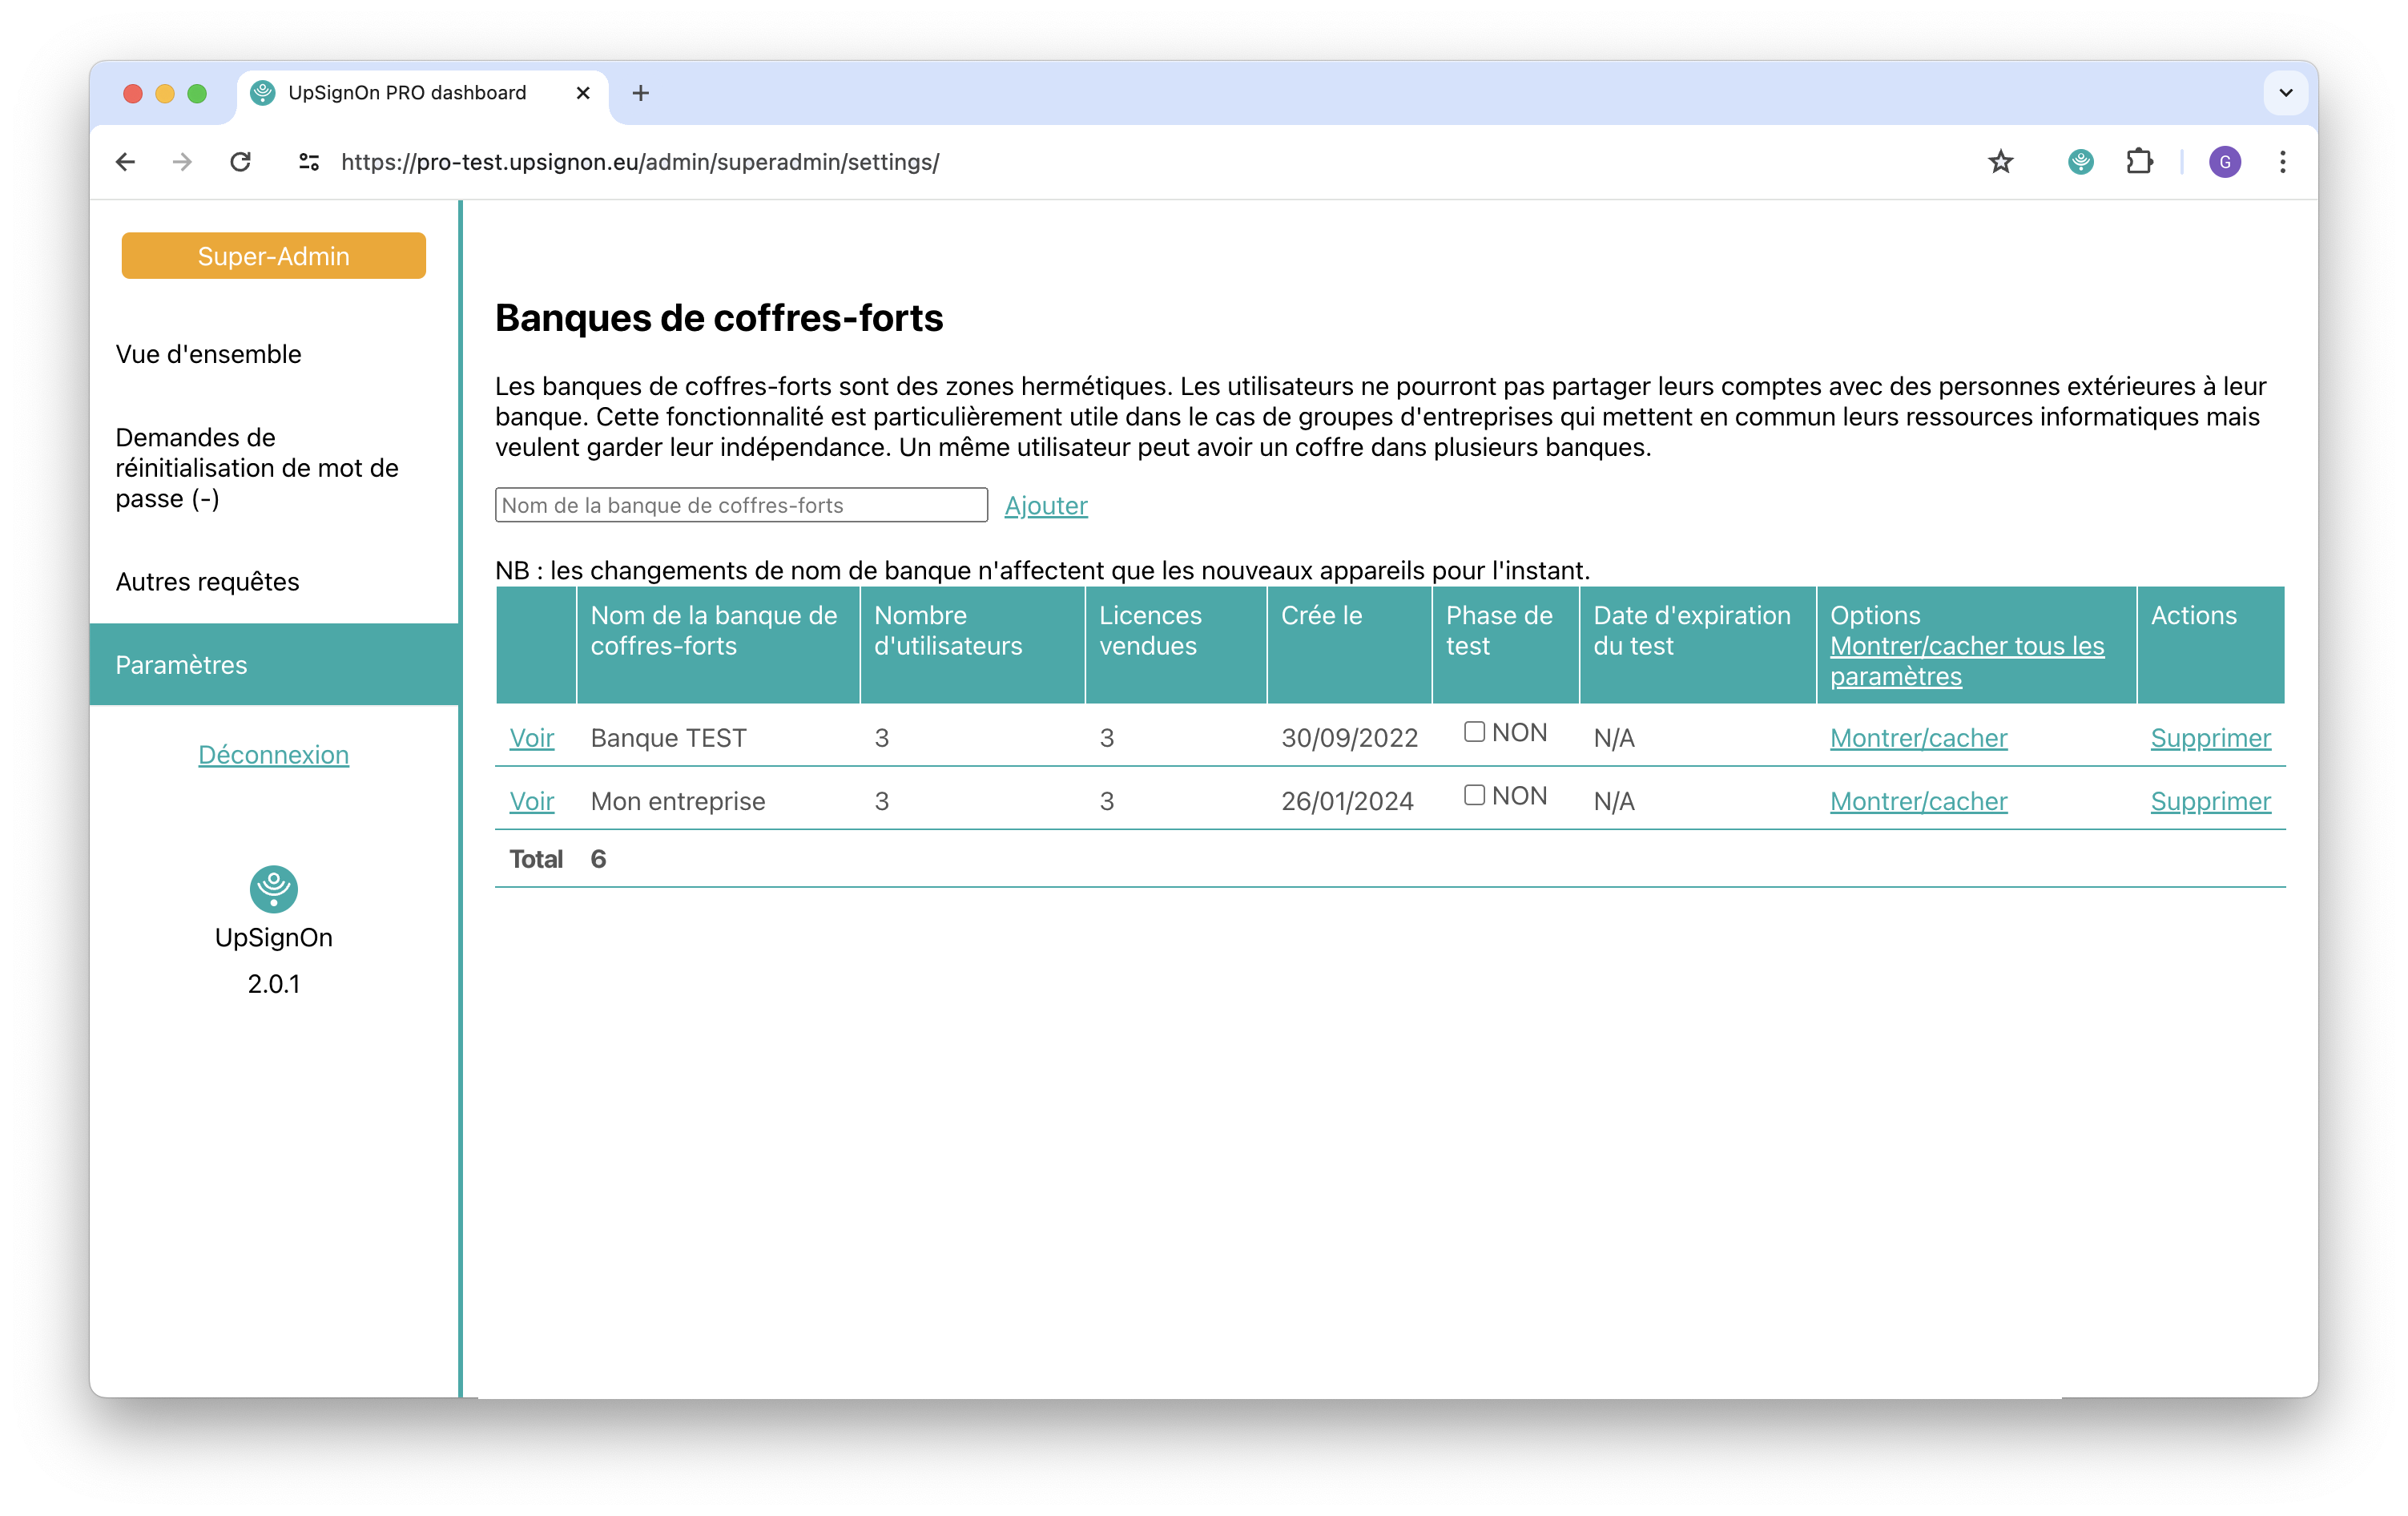 UpSignOn PRO dashboard
https://pro-test.upsignon.eu/admin/superadmin/settings/
G
Super-Admin
Vue d'ensemble
Demandes de
réinitialisation de mot de
passe (-)
Autres requêtes
Paramètres
Déconnexion
UpSignOn
2.0.1
Banques de coffres-forts
Les banques de coffres-forts sont des zones hermétiques. Les utilisateurs ne pourront pas partager leurs comptes avec des personnes extérieures à leur
banque. Cette fonctionnalité est particulièrement utile dans le cas de groupes d'entreprises qui mettent en commun leurs ressources informatiques mais
veulent garder leur indépendance. Un même utilisateur peut avoir un coffre dans plusieurs banques.
Nom de la banque de coffres-forts Ajouter
NB : les changements de nom de banque n'affectent que les nouveaux appareils pour l'instant.
Nom de la banque de
coffres-forts
Nombre
d'utilisateurs
Licences
vendues
Crée le
Phase de
test
Date d'expiration
du test
Options
Montrer/cacher tous les
paramètres
Actions
Voir Banque TEST 3 3 30/09/2022 NON N/A Montrer/cacher Supprimer
Voir Mon entreprise 3 3 26/01/2024 NON N/A Montrer/cacher Supprimer
Total 6